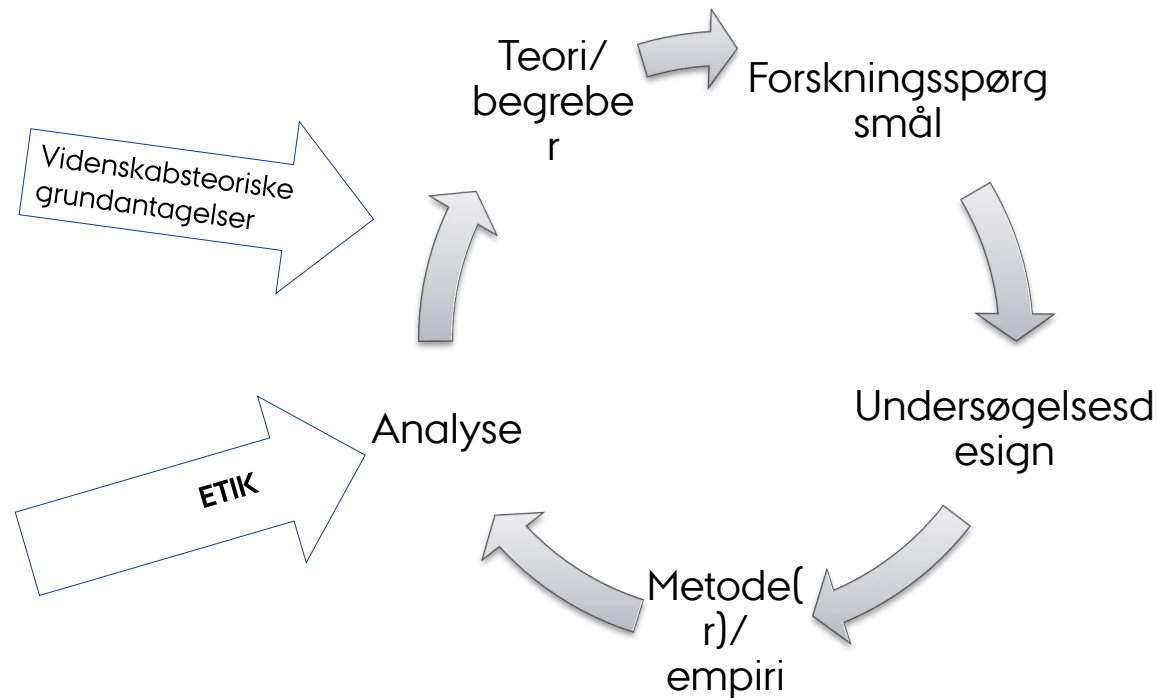 Teori/
begrebe
r
Forskningsspørg
smål
Videnskabsteoriske
grundantagelser
Undersøgelsesd
esign
Analyse
ETIK
Metode(
r)/
empiri